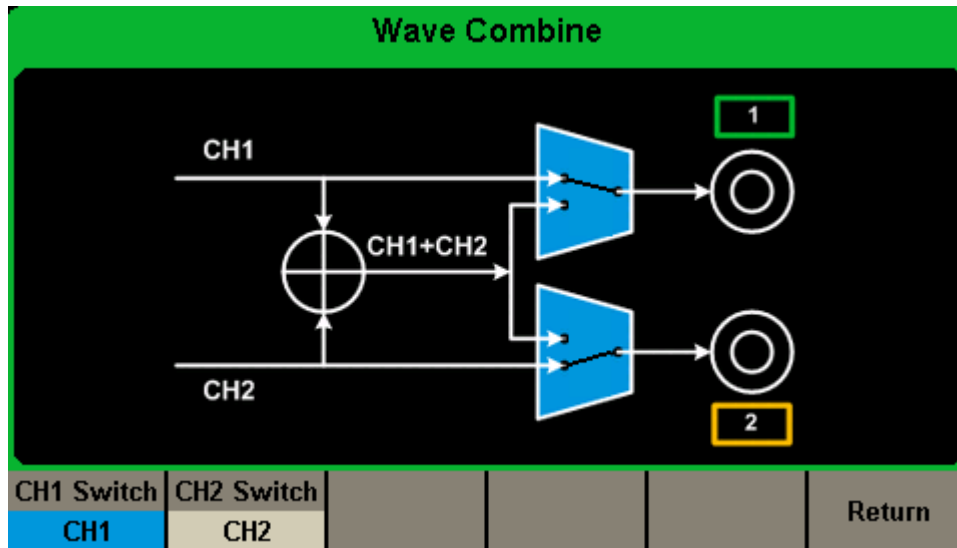 Wave Combine
1
CH1
CH1+CH2
CH2
2
CH1 Switch CH2 Switch
CH1 CH2
Return